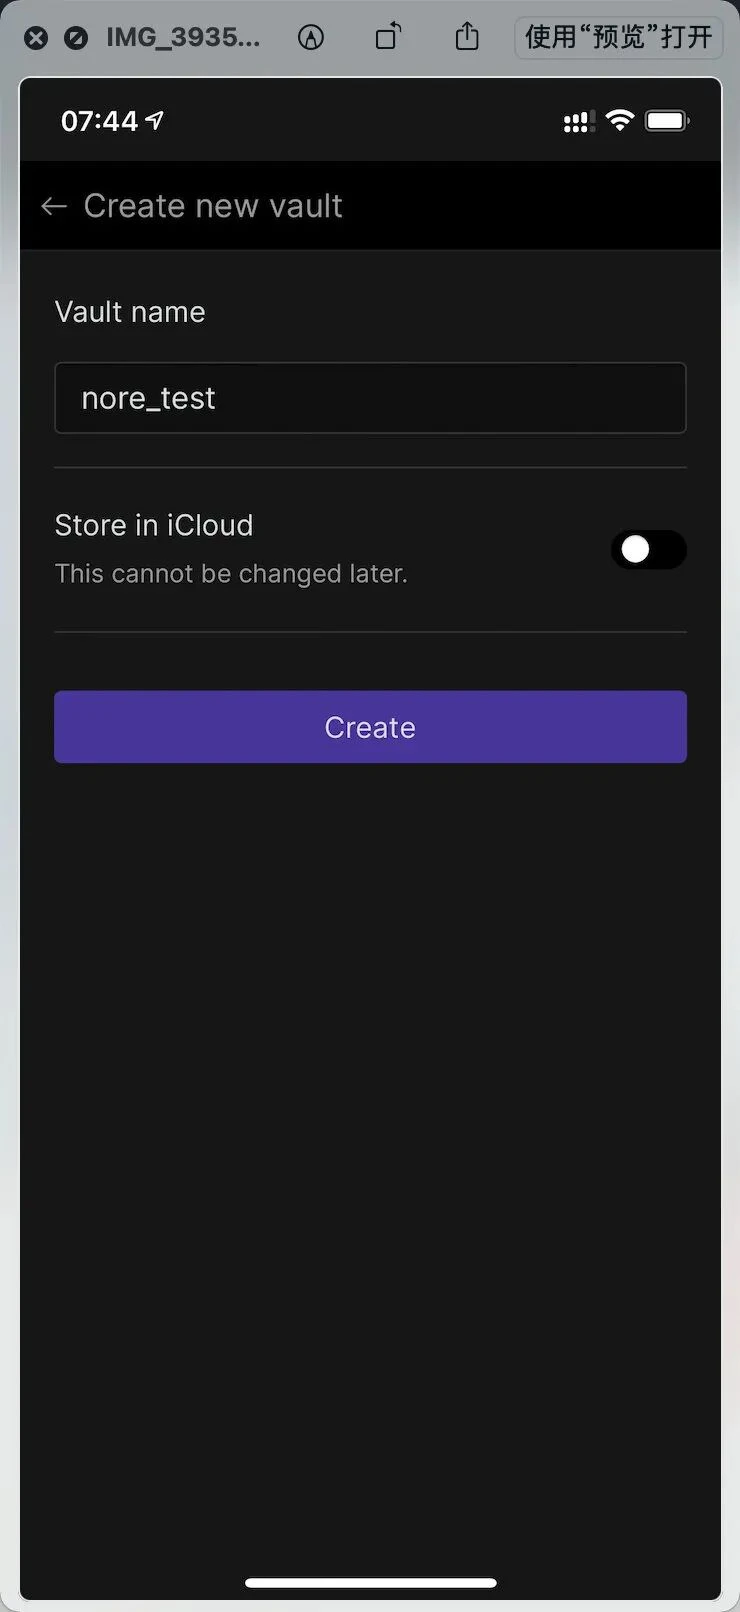 IMG_3935...
使用“预览”打开
07:44
Create new vault
Vault name
nore_test
Store in iCloud
This cannot be changed later.
Create